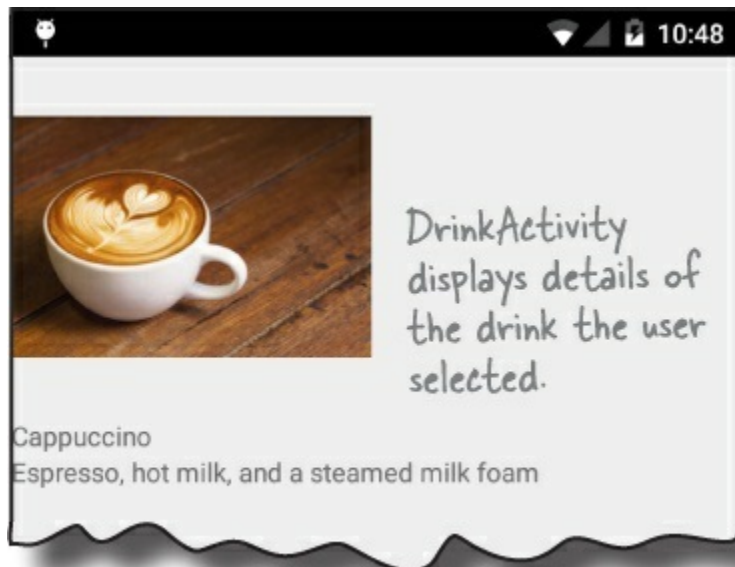 10:48
DrinkActivity
displays details of
the drink the user
selected.
Cappuccino
Espresso, hot milk, and a steamed milk foam